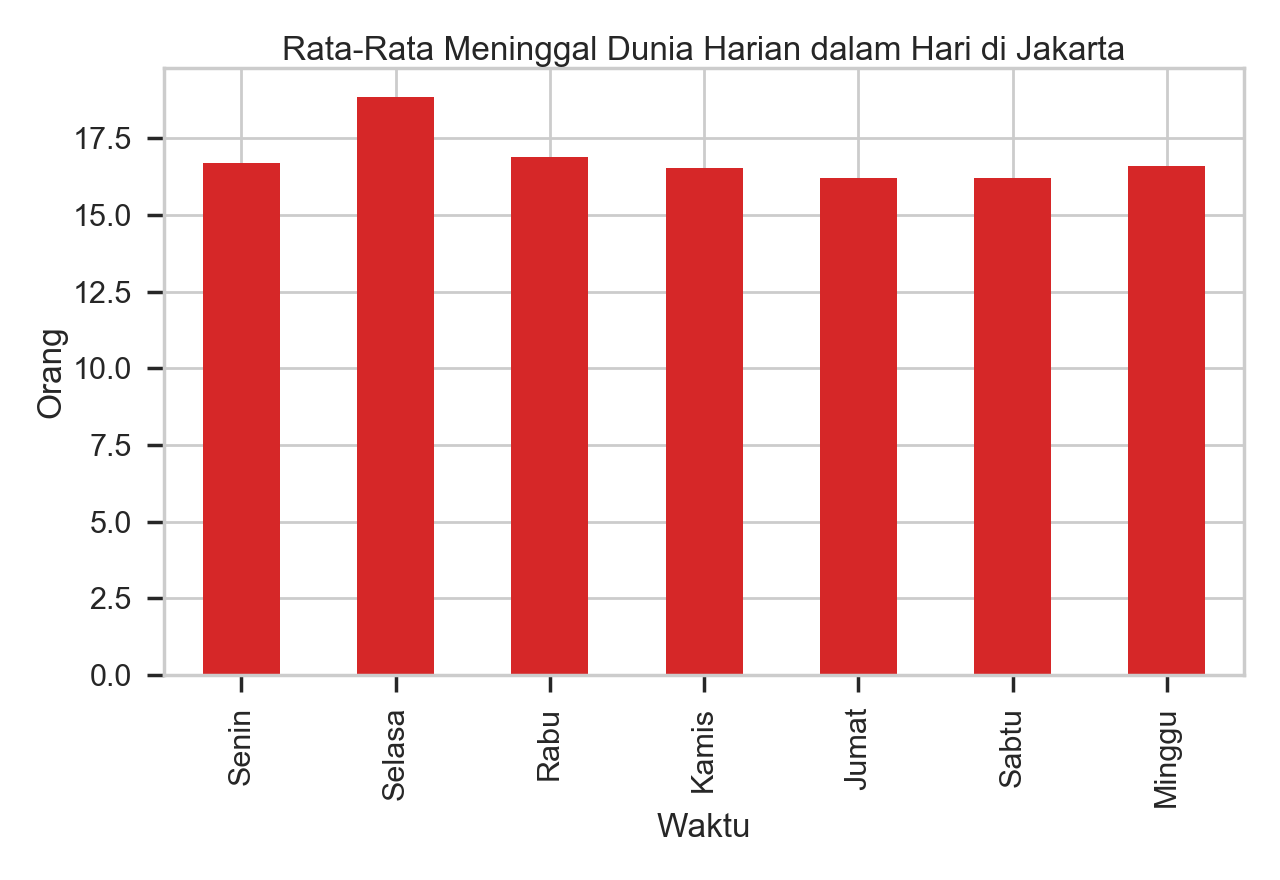 Rata-Rata Meninggal Dunia Harian dalam Hari di Jakarta
Orang
17.5
15.0
12.5
10.0
7.5
5.0
2.5
0.0
Senin
Selasa
Rabu
Kamis
Jumat
Sabtu
Minggu
Waktu